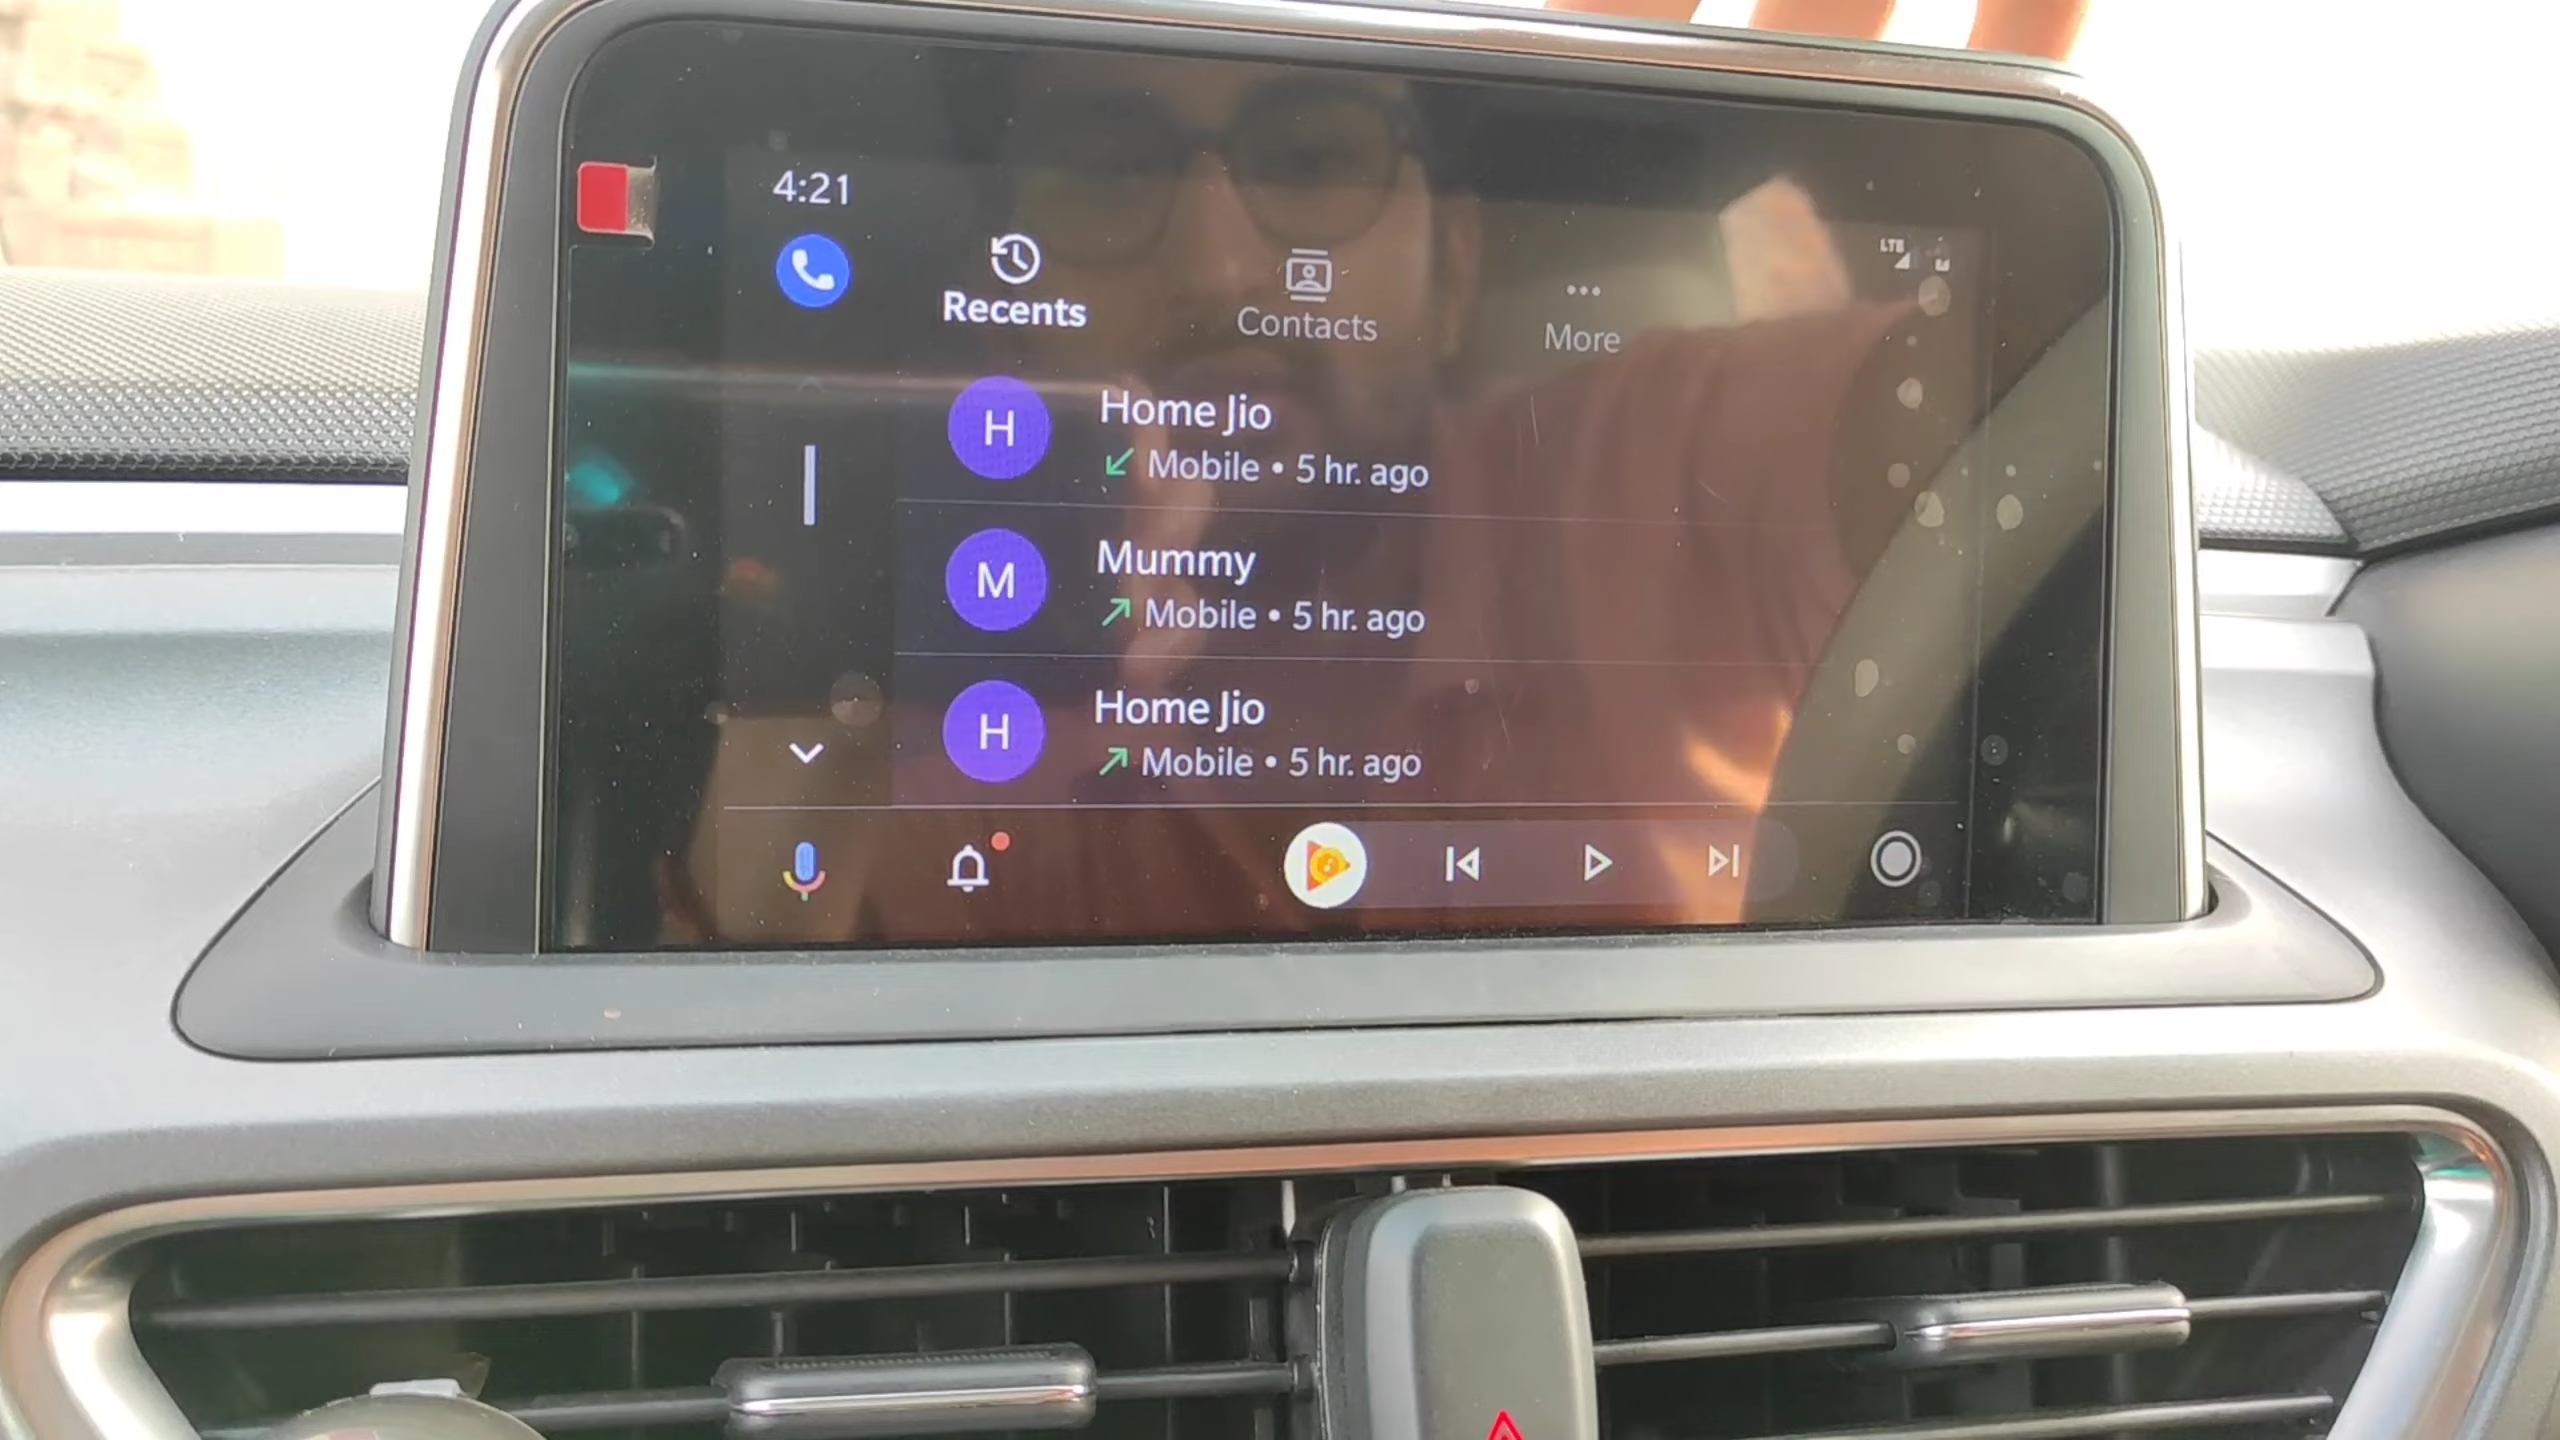 4:21
LTE
Recents
Contacts
More
H
Home Jio
Mobile • 5 hr. ago
M
Mummy
Mobile • 5 hr. ago
H
Home Jio
Mobile • 5 hr. ago